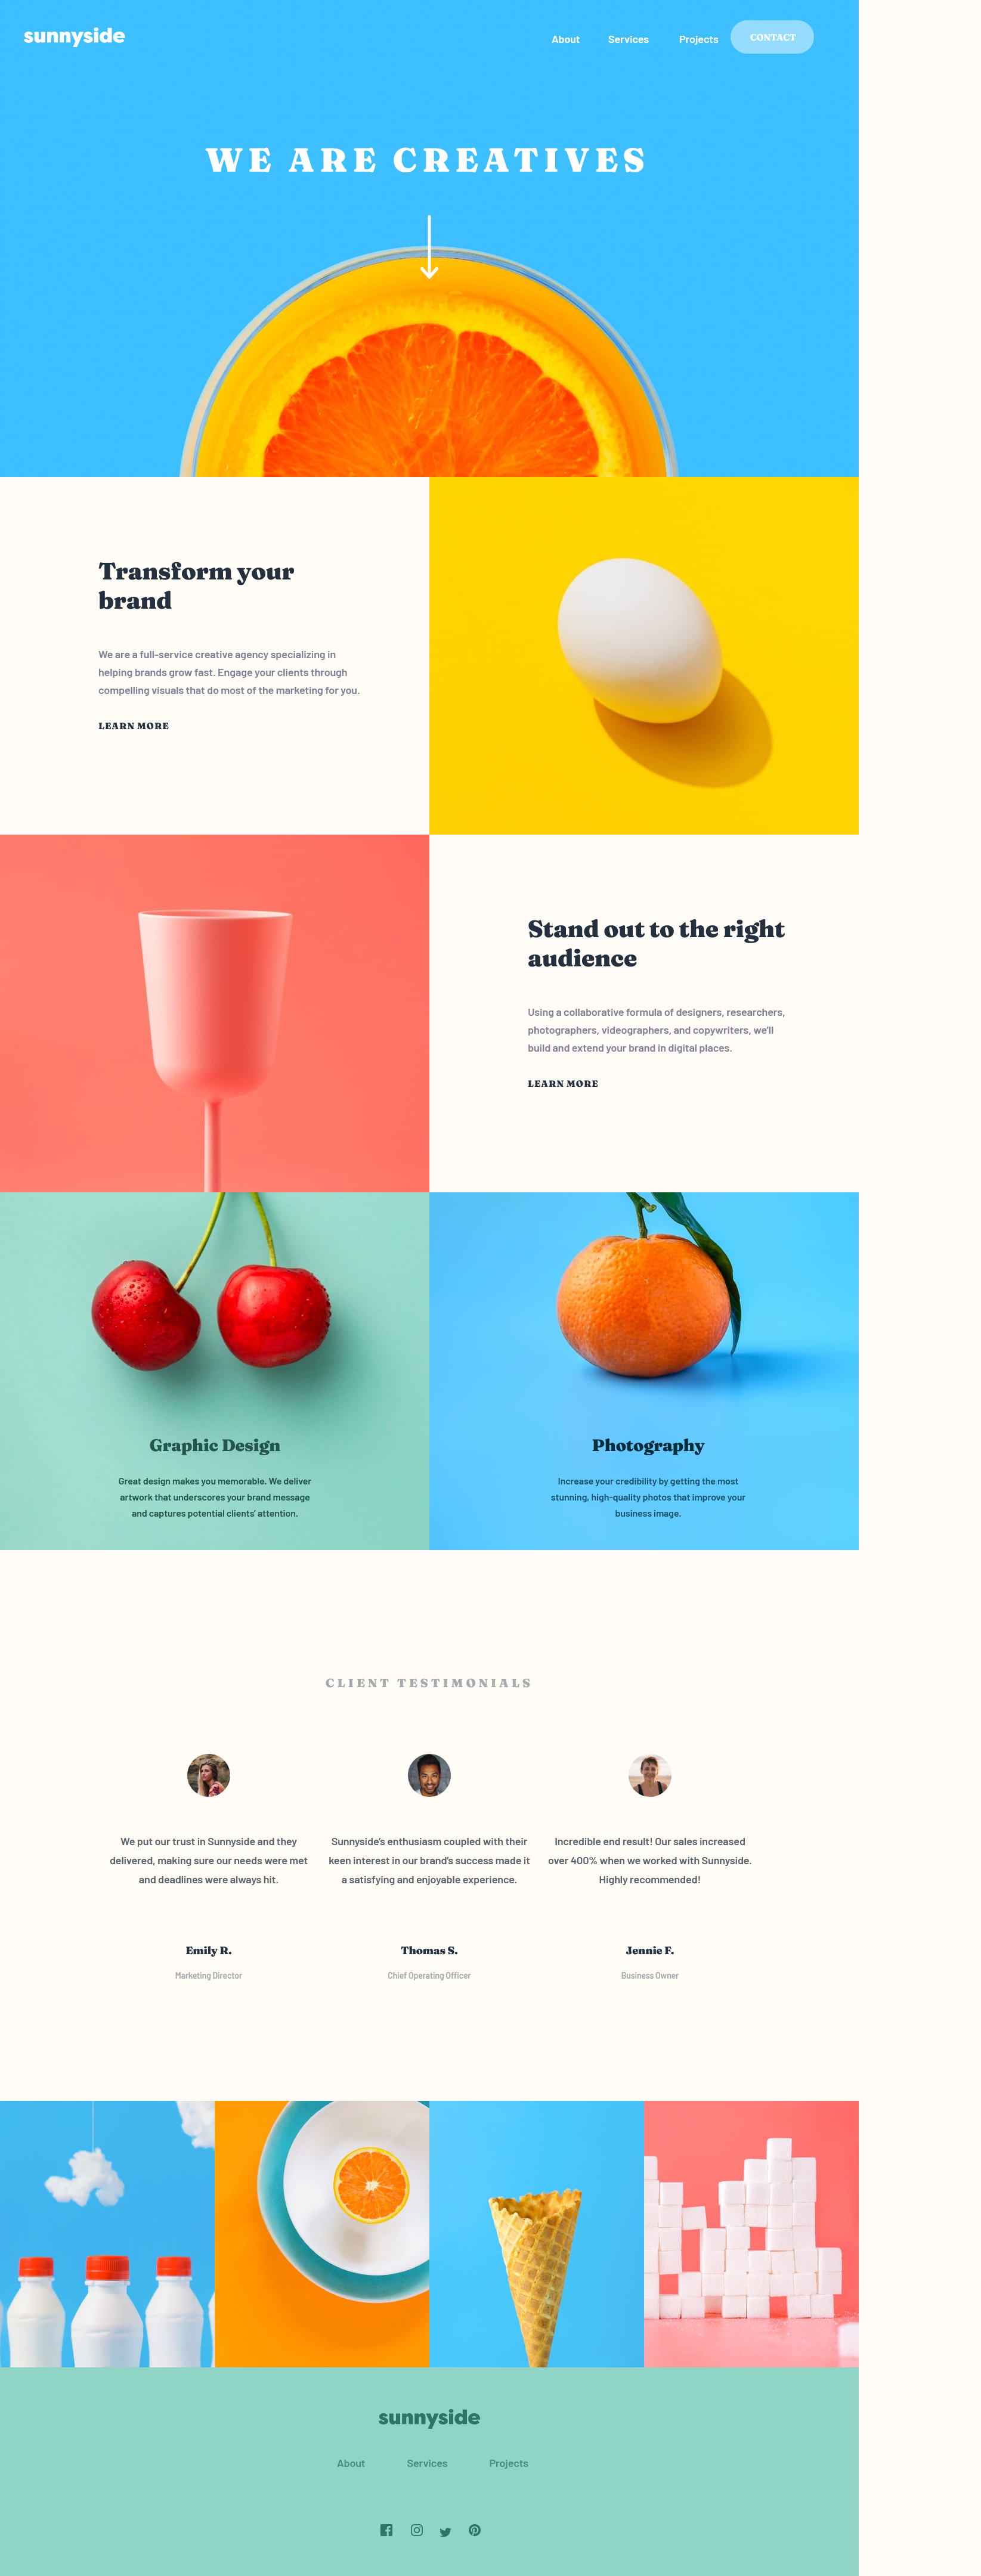 sunnyside
About Services Projects CONTACT
WE ARE CREATIVES
Transform your
brand
We are a full-service creative agency specializing in
helping brands grow fast. Engage your clients through
compelling visuals that do most of the marketing for you.
LEARN MORE
Stand out to the right
audience
Using a collaborative formula of designers, researchers,
photographers, videographers, and copywriters, we'll
build and extend your brand in digital places.
LEARN MORE
Graphic Design
Great design makes you memorable. We deliver
artwork that underscores your brand message
and captures potential clients' attention.
Photography
Increase your credibility by getting the most
stunning, high-quality photos that improve your
business image.
CLIENT TESTIMONIALS
We put our trust in Sunnyside and they
delivered, making sure our needs were met
and deadlines were always hit.
Emily R.
Marketing Director
Sunnyside's enthusiasm coupled with their
keen interest in our brand's success made it
a satisfying and enjoyable experience.
Thomas S.
Chief Operating Officer
Incredible end result! Our sales increased
over 400% when we worked with Sunnyside.
Highly recommended!
Jennie F.
Business Owner
sunnyside
About Services Projects